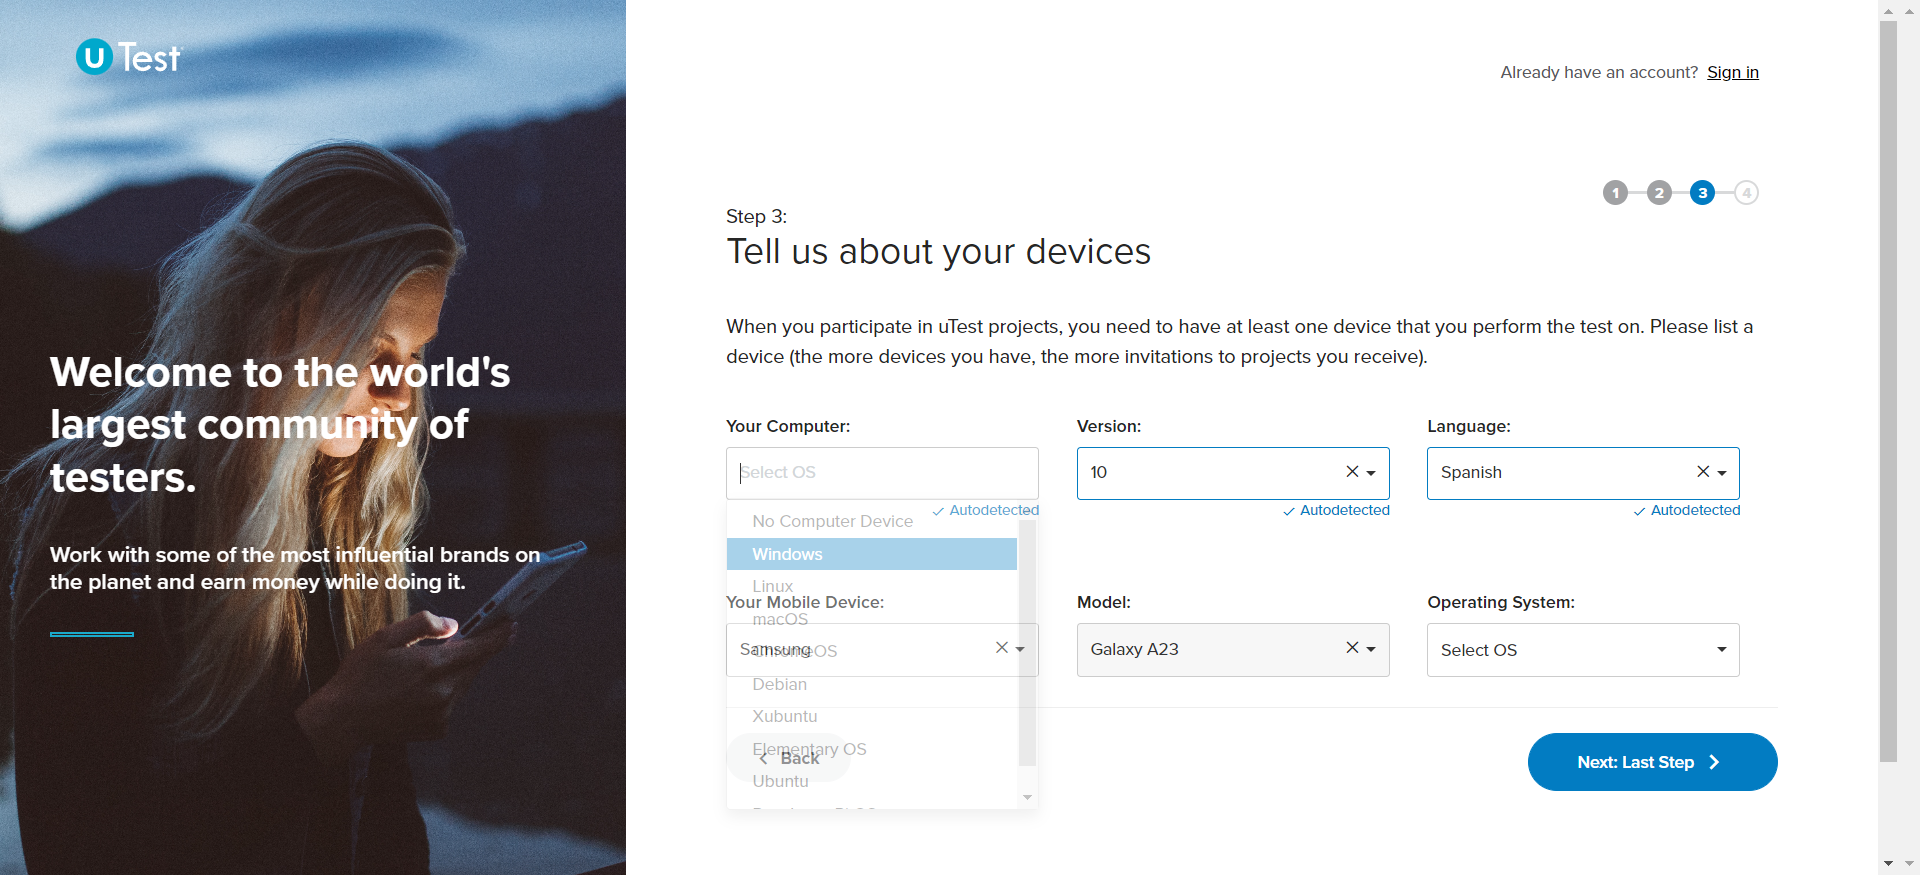 U Test
Already have an account? Sign in
1 2 3 4
Step 3:
Tell us about your devices
When you participate in uTest projects, you need to have at least one device that you perform the test on. Please list a
device (the more devices you have, the more invitations to projects you receive).
Welcome to the world's
largest community of
testers.
Work with some of the most influential brands on
the planet and earn money while doing it.
Your Computer:
Select OS
Autodetected
No Computer Device
Windows
Linux
macOS
ChromeOS
Debian
Xubuntu
Elementary OS
Ubuntu
Version:
10
Autodetected
Language:
Spanish
Autodetected
Your Mobile Device:
Samsung
Model:
Galaxy A23
Operating System:
Select OS
Back
Next: Last Step